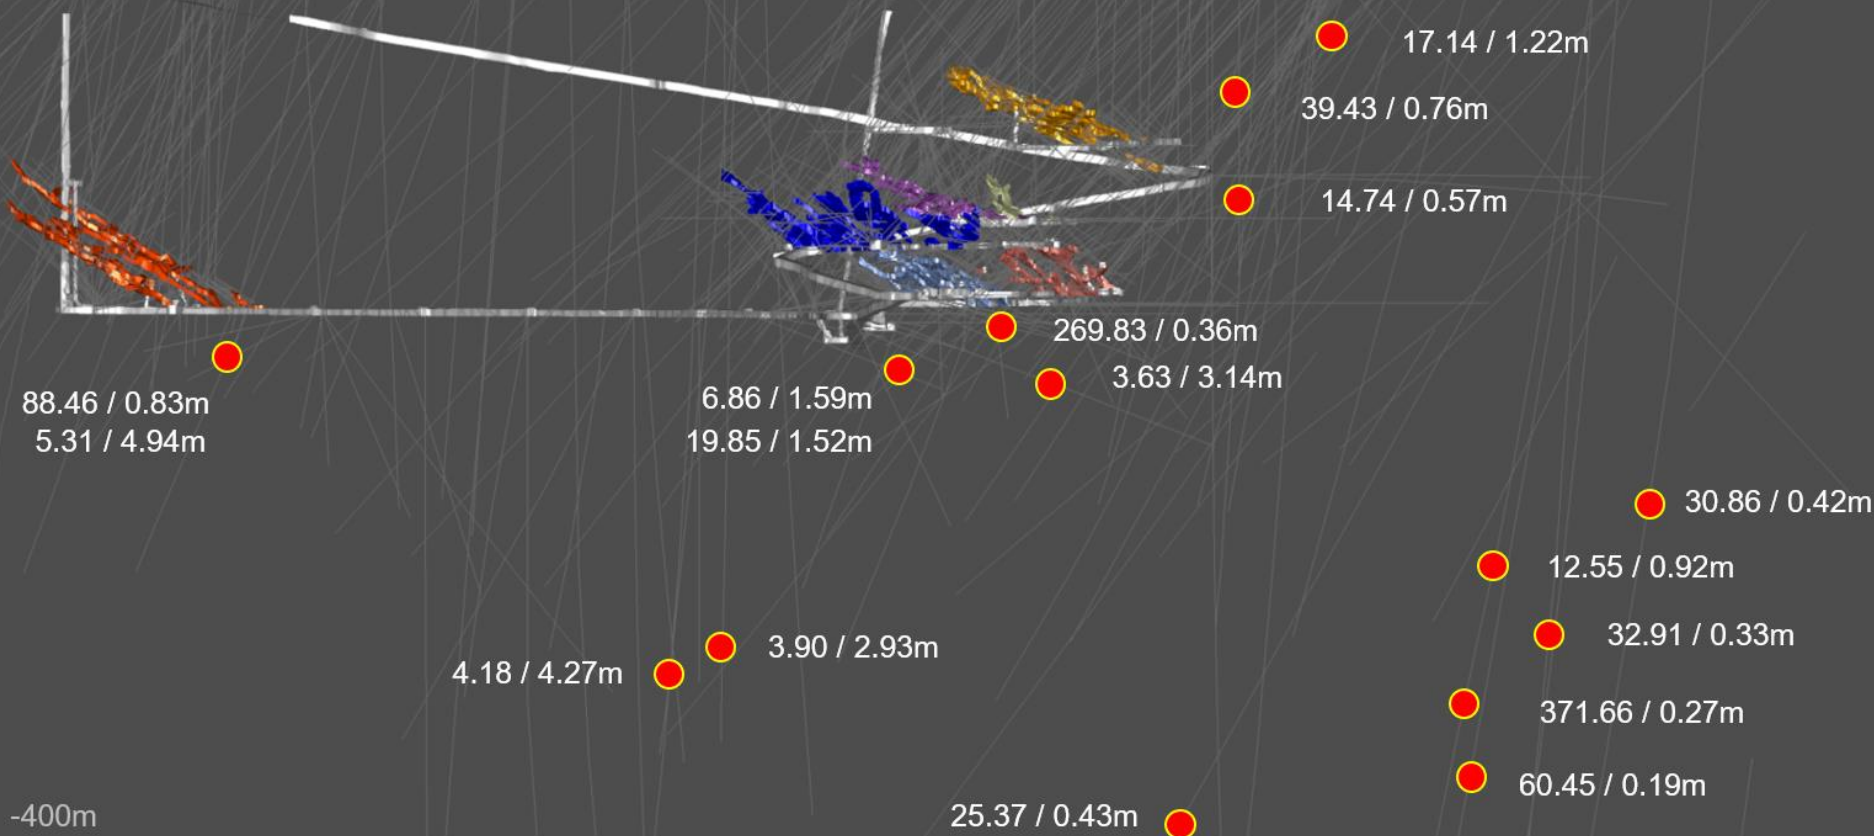 17.14 / 1.22m
39.43 / 0.76m
14.74 / 0.57m
269.83 / 0.36m
3.63 / 3.14m
88.46 / 0.83m
5.31 / 4.94m
6.86 / 1.59m
19.85 / 1.52m
30.86 / 0.42m
12.55 / 0.92m
32.91 / 0.33m
3.90 / 2.93m
4.18 / 4.27m
371.66 / 0.27m
60.45 / 0.19m
25.37 / 0.43m
-400m